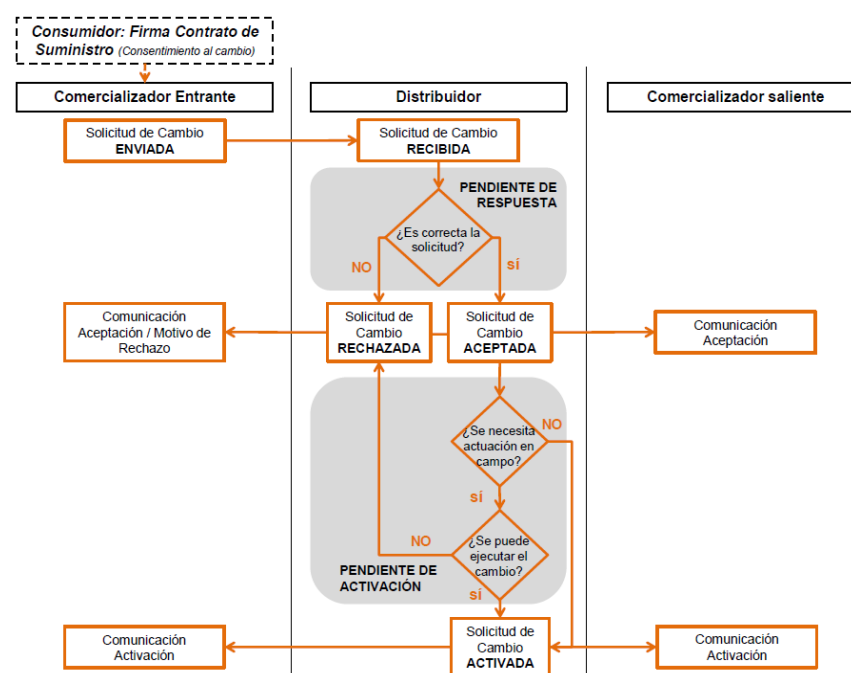 Consumidor: Firma Contrato de
Suministro (Consentimiento al cambio)
Comercializador Entrante
Distribuidor
Comercializador saliente
Solicitud de Cambio
ENVIADA
Solicitud de Cambio
RECIBIDA
PENDIENTE DE
RESPUESTA
¿Es correcta la
solicitud?
NO
sí
Comunicación
Aceptación / Motivo de
Rechazo
Solicitud de
Cambio
RECHAZADA
Solicitud de
Cambio
ACEPTADA
Comunicación
Aceptación
¿Se necesita
actuación en
campo?
NO
sí
¿Se puede
ejecutar el
cambio?
NO
PENDIENTE DE
ACTIVACIÓN
sí
Comunicación
Activación
Solicitud de
Cambio
ACTIVADA
Comunicación
Activación